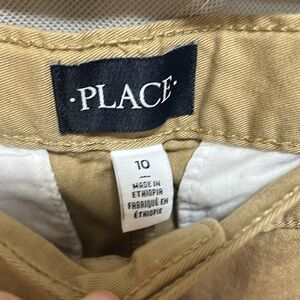 ·PLACE·
10
MADE IN
ETHIOPIA
FABRIQUÉ EN
ÉTHIOPIE